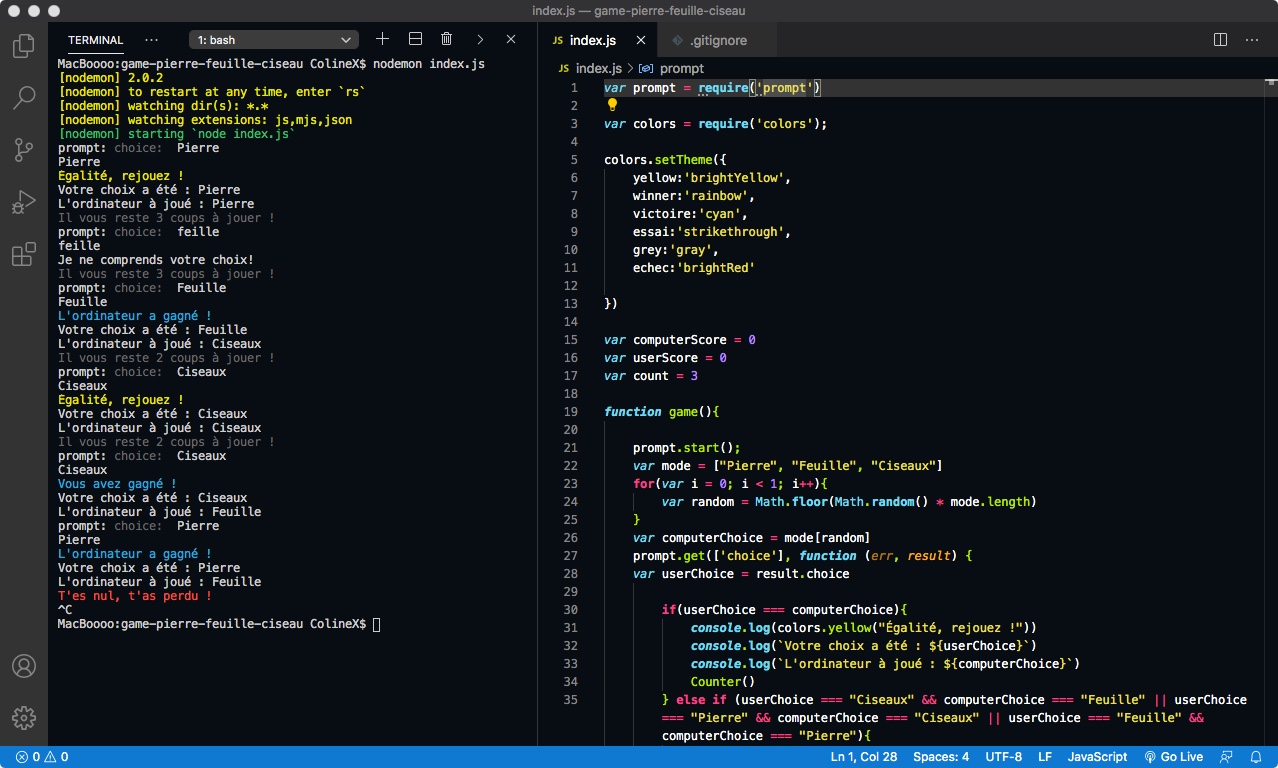 index.js — game-pierre-feuille-ciseau
TERMINAL ··· 1: bash
MacBoooo:game-pierre-feuille-ciseau ColineX$ nodemon index.js
[nodemon] 2.0.2
[nodemon] to restart at any time, enter `rs`
[nodemon] watching dir(s): *.*
[nodemon] watching extensions: js,mjs,json
[nodemon] starting `node index.js`
prompt: choice:  Pierre
Pierre
Égalité, rejouez !
Votre choix a été : Pierre
L'ordinateur à joué : Pierre
Il vous reste 3 coups à jouer !
prompt: choice:  feille
feille
Je ne comprends votre choix!
Il vous reste 3 coups à jouer !
prompt: choice:  Feuille
Feuille
L'ordinateur a gagné !
Votre choix a été : Feuille
L'ordinateur à joué : Ciseaux
Il vous reste 2 coups à jouer !
prompt: choice:  Ciseaux
Ciseaux
Égalité, rejouez !
Votre choix a été : Ciseaux
L'ordinateur à joué : Ciseaux
Il vous reste 2 coups à jouer !
prompt: choice:  Ciseaux
Ciseaux
Vous avez gagné !
Votre choix a été : Ciseaux
L'ordinateur à joué : Feuille
prompt: choice:  Pierre
Pierre
L'ordinateur a gagné !
Votre choix a été : Pierre
L'ordinateur à joué : Feuille
T'es nul, t'as perdu !
^C
MacBoooo:game-pierre-feuille-ciseau ColineX$
JS index.js .gitignore
JS index.js > prompt
1 var prompt = require('prompt')
2
3 var colors = require('colors');
4
5 colors.setTheme({
6 yellow:'brightYellow',
7 winner:'rainbow',
8 victoire:'cyan',
9 essai:'strikethrough',
10 grey:'gray',
11 echec:'brightRed'
12
13 })
14
15 var computerScore = 0
16 var userScore = 0
17 var count = 3
18
19 function game(){
20
21 prompt.start();
22 var mode = ["Pierre", "Feuille", "Ciseaux"]
23 for(var i = 0; i < 1; i++){
24 var random = Math.floor(Math.random() * mode.length)
25 }
26 var computerChoice = mode[random]
27 prompt.get(['choice'], function (err, result) {
28 var userChoice = result.choice
29
30 if(userChoice === computerChoice){
31 console.log(colors.yellow("Égalité, rejouez !"))
32 console.log(`Votre choix a été : ${userChoice}`)
33 console.log(`L'ordinateur à joué : ${computerChoice}`)
34 Counter()
35 } else if (userChoice === "Ciseaux" && computerChoice === "Feuille" || userChoice
=== "Pierre" && computerChoice === "Ciseaux" || userChoice === "Feuille" &&
computerChoice === "Pierre"){
0 0 Ln 1, Col 28 Spaces: 4 UTF-8 LF JavaScript Go Live